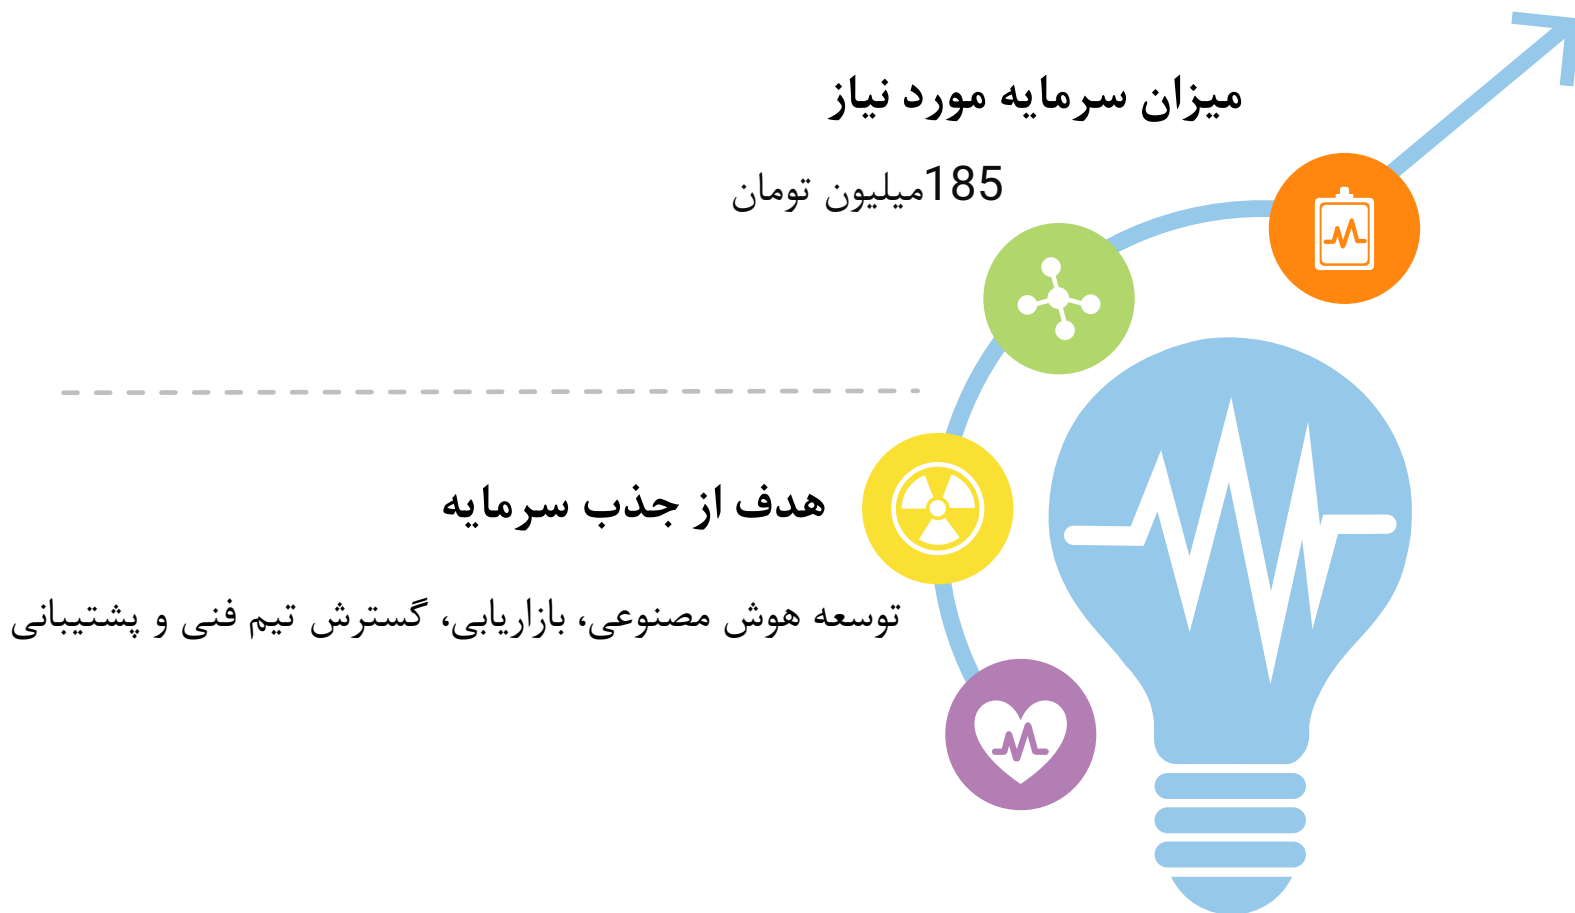 میزان سرمایه مورد نیاز
185میلیون تومان
هدف از جذب سرمایه
توسعه هوش مصنوعی، بازاریابی، گسترش تیم فنی و پشتیبانی